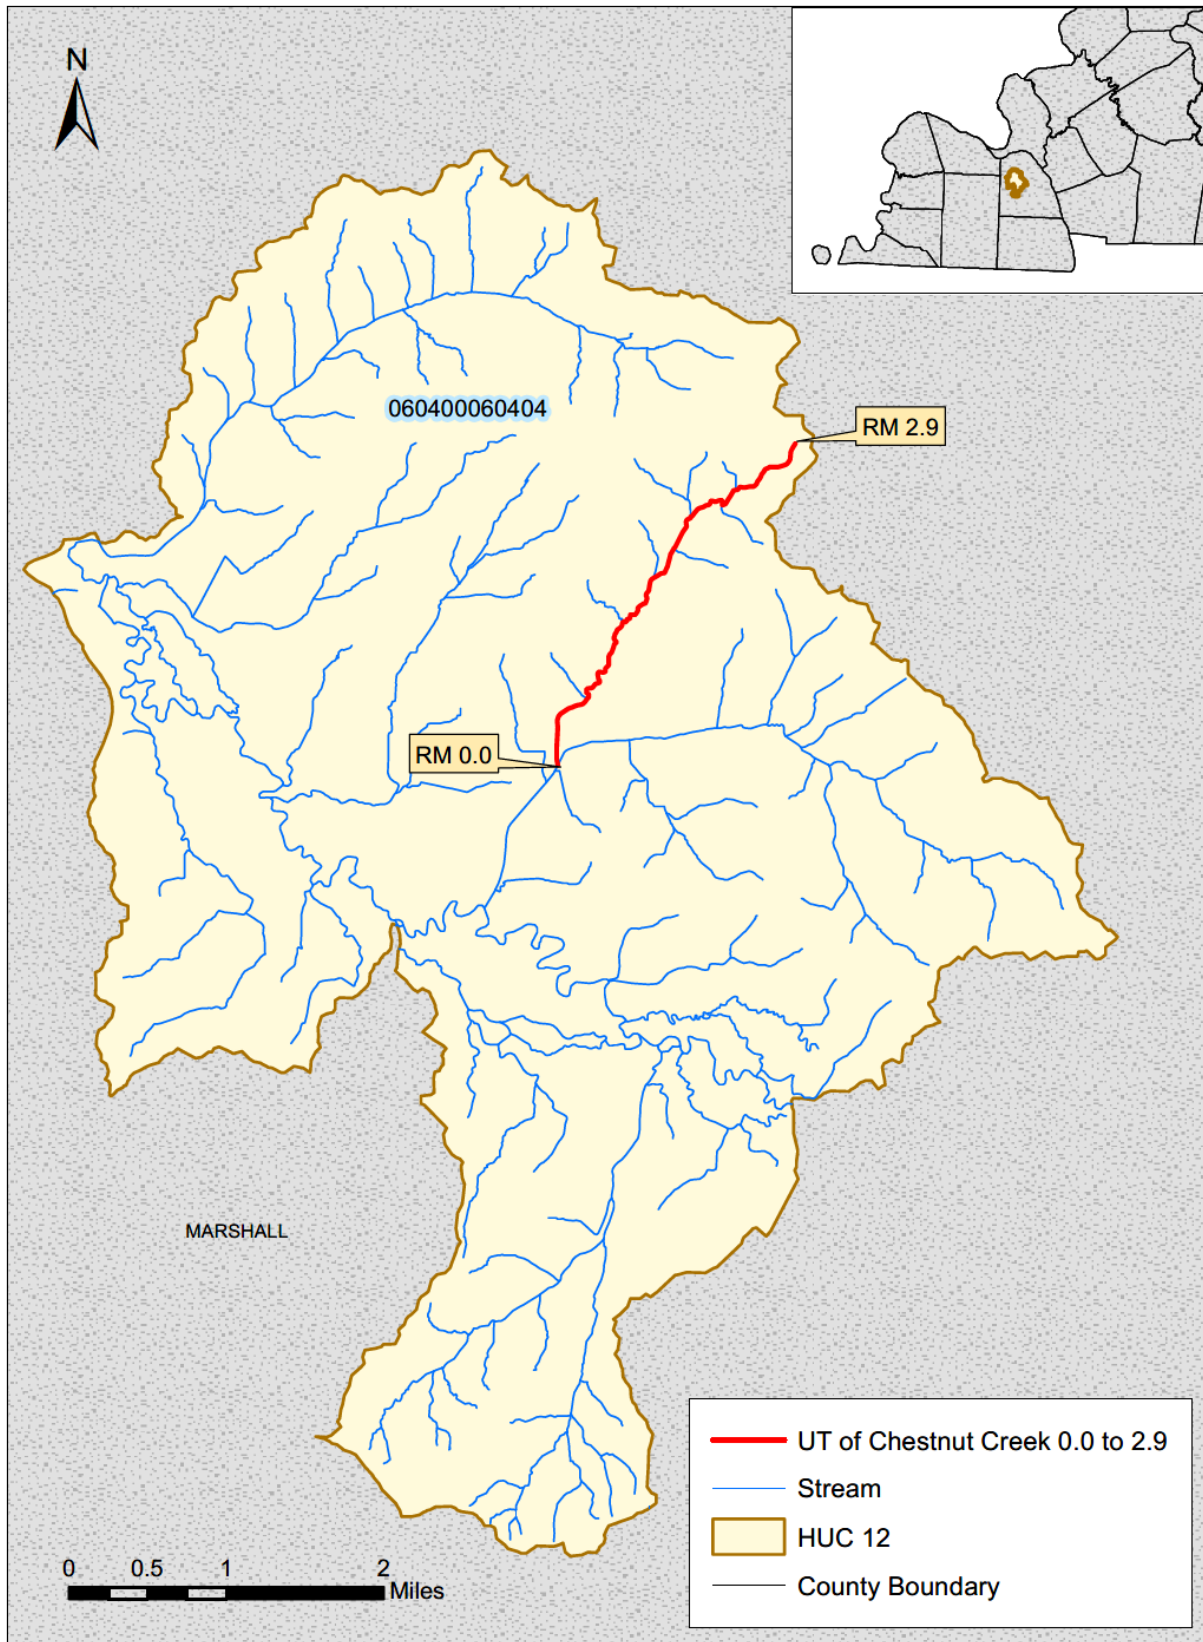 N
060400060404
RM 2.9
RM 0.0
MARSHALL
UT of Chestnut Creek 0.0 to 2.9
Stream
HUC 12
County Boundary
0 0.5 1 2
Miles